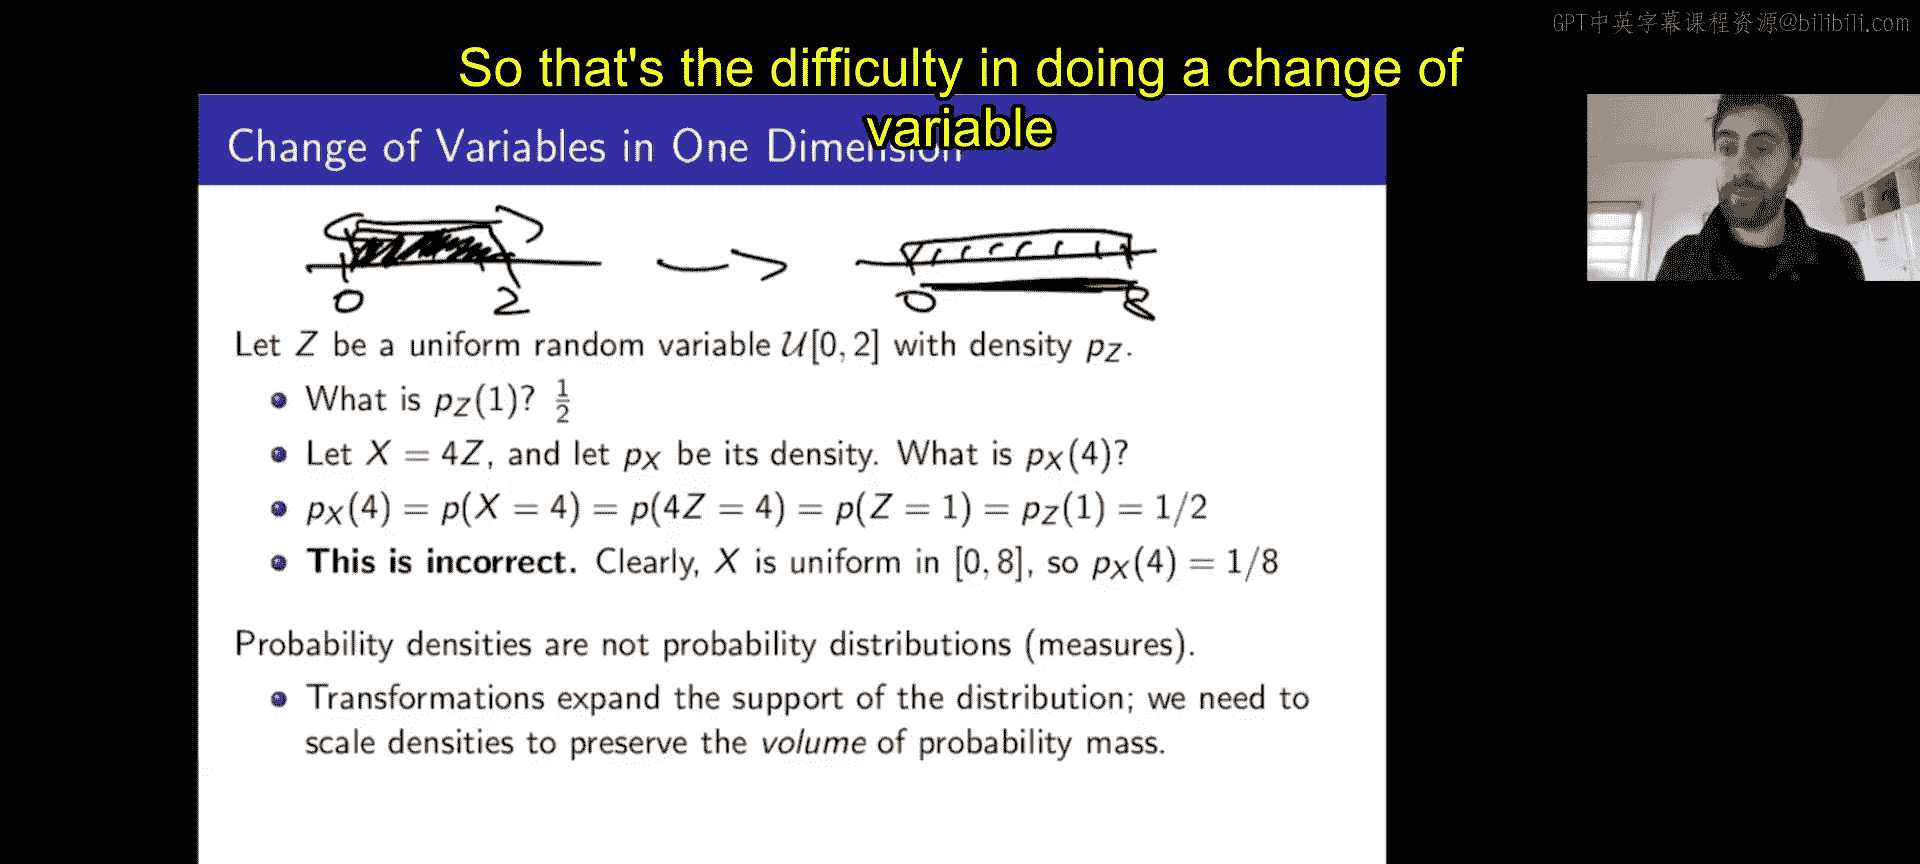 GPT中英字幕课程资源@bilibili.com
So that's the difficulty in doing a change of
variable
Change of Variables in One Dimension
0 2 0 8
Let Z be a uniform random variable 𝒰[0, 2] with density p_Z.
What is p_Z(1)? 1/2
Let X = 4Z, and let p_X be its density. What is p_X(4)?
p_X(4) = p(X = 4) = p(4Z = 4) = p(Z = 1) = p_Z(1) = 1/2
This is incorrect. Clearly, X is uniform in [0, 8], so p_X(4) = 1/8
Probability densities are not probability distributions (measures).
Transformations expand the support of the distribution; we need to
scale densities to preserve the volume of probability mass.